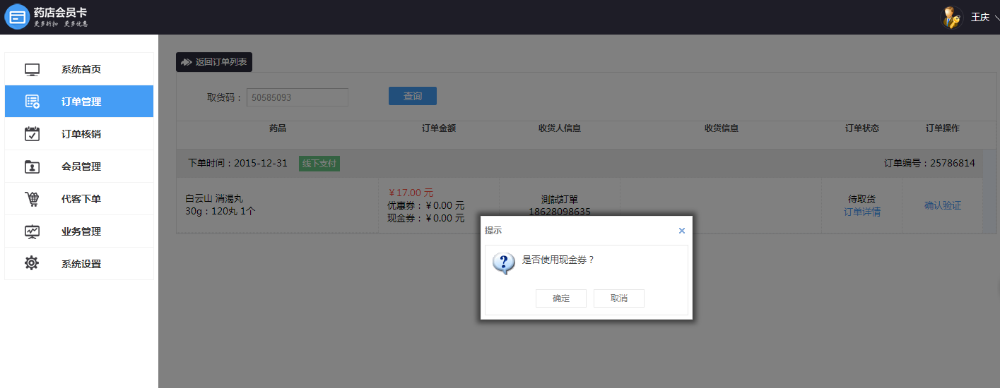 药店会员卡
更多折扣 更多优惠
王庆
系统首页
订单管理
订单核销
会员管理
代客下单
业务管理
系统设置
返回订单列表
取货码： 50585093 查询
药品 订单金额 收货人信息 收货信息 订单状态 订单操作
下单时间：2015-12-31 线下支付 订单编号：25786814
白云山 消渴丸
30g：120丸 1个
￥17.00 元
优惠券：￥0.00 元
现金券：￥0.00 元
測試訂單
18628098635
待取货
订单详情
确认验证
提示
是否使用现金券？
确定 取消